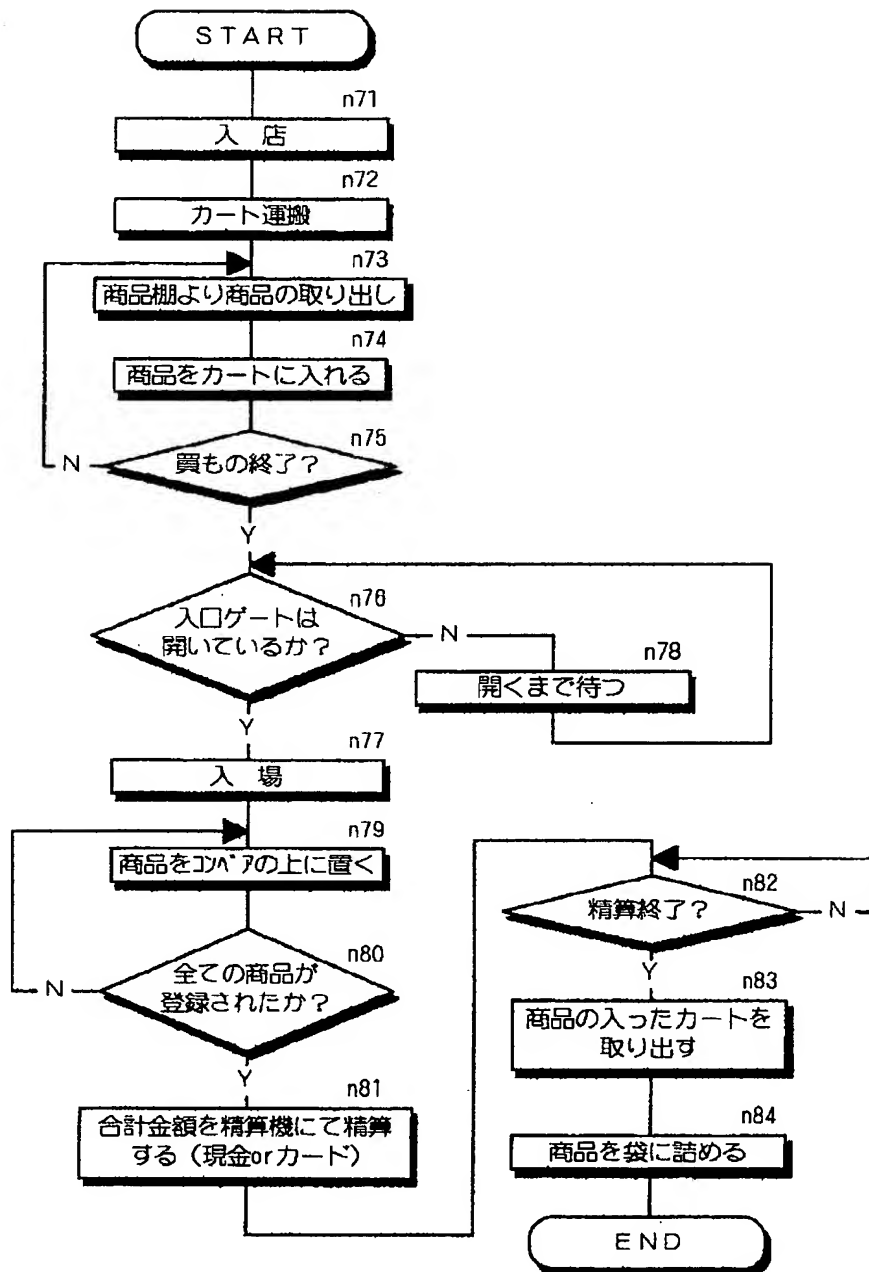 START
n71
入 店
n72
カート運搬
n73
商品棚より商品の取り出し
n74
商品をカートに入れる
n75
買もの終了？
N
Y
n76
入口ゲートは
開いているか？
N
n78
開くまで待つ
Y
n77
入 場
n79
商品をｺﾝﾍﾞｱの上に置く
n80
全ての商品が
登録されたか？
N
Y
n81
合計金額を精算機にて精算
する（現金orカード）
n82
精算終了？
N
Y
n83
商品の入ったカートを
取り出す
n84
商品を袋に詰める
END